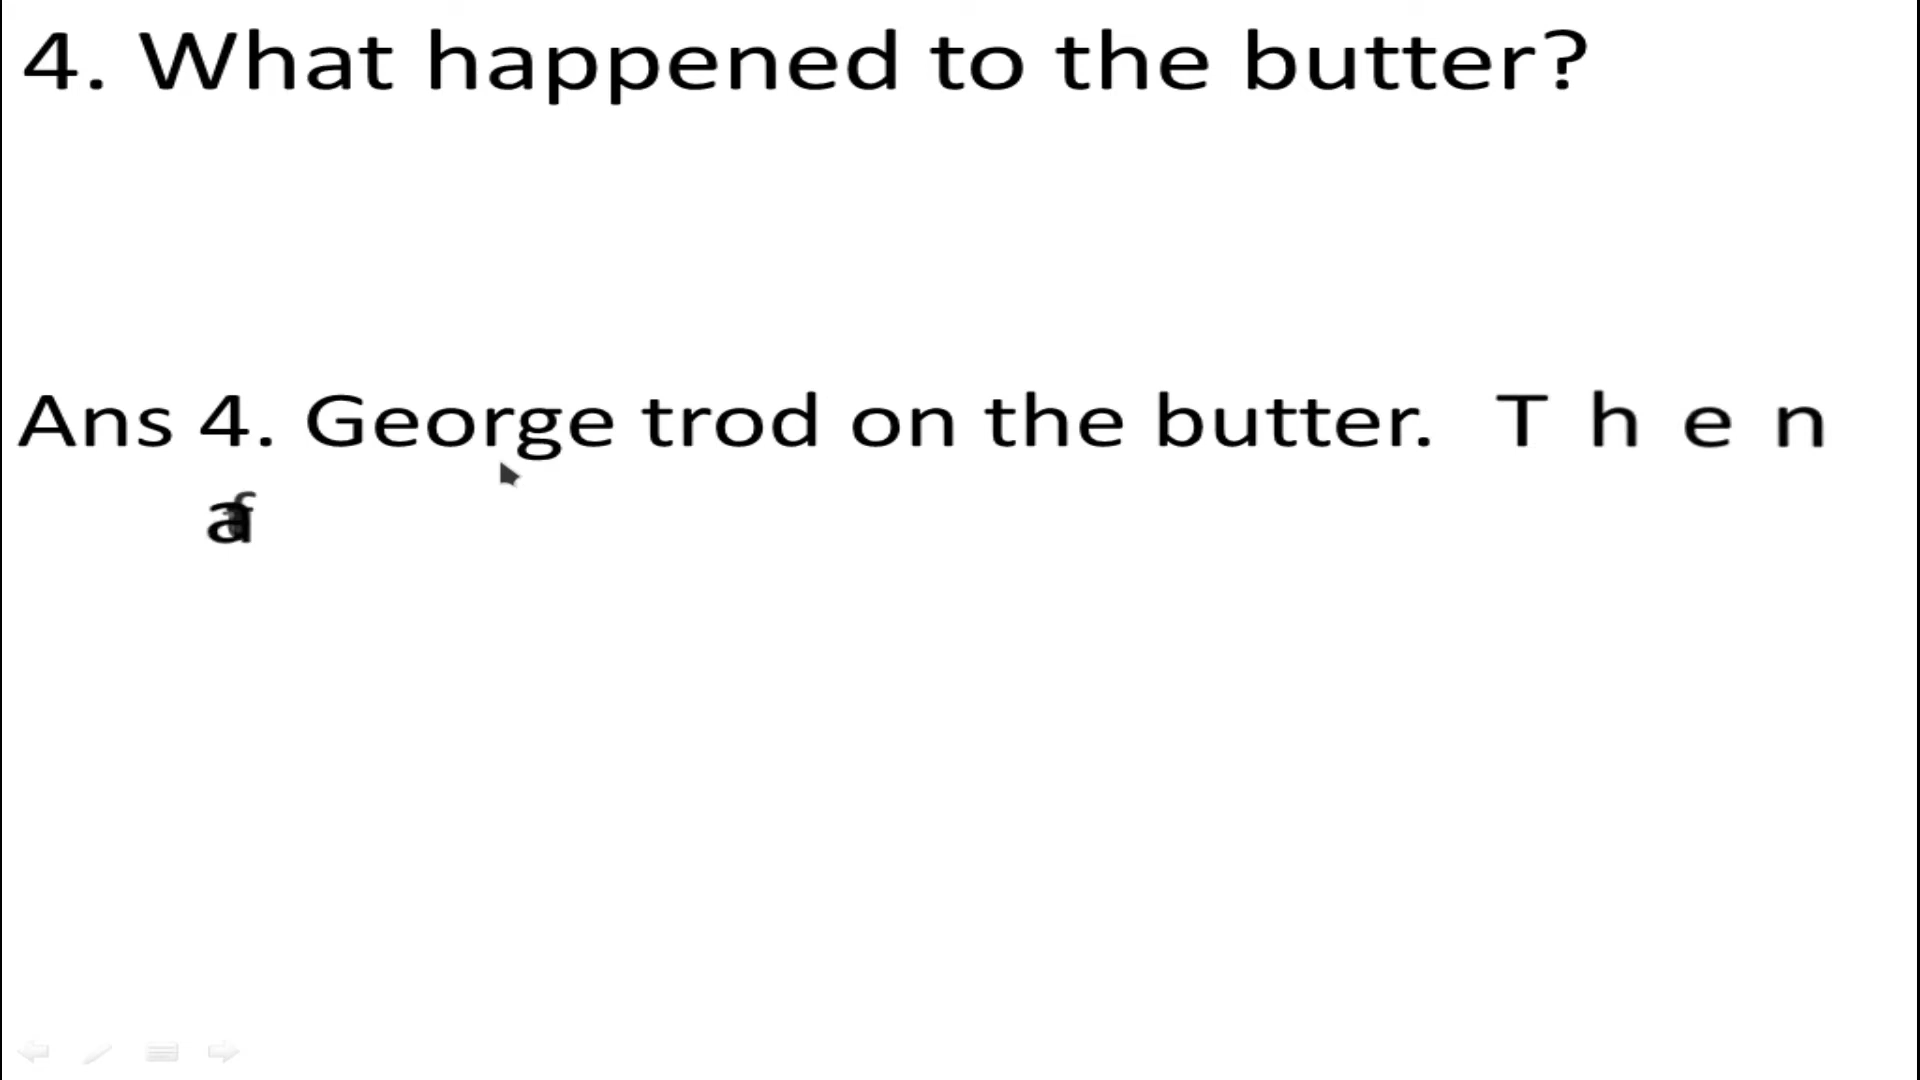 4. What happened to the butter?
Ans 4. George trod on the butter. T h e n